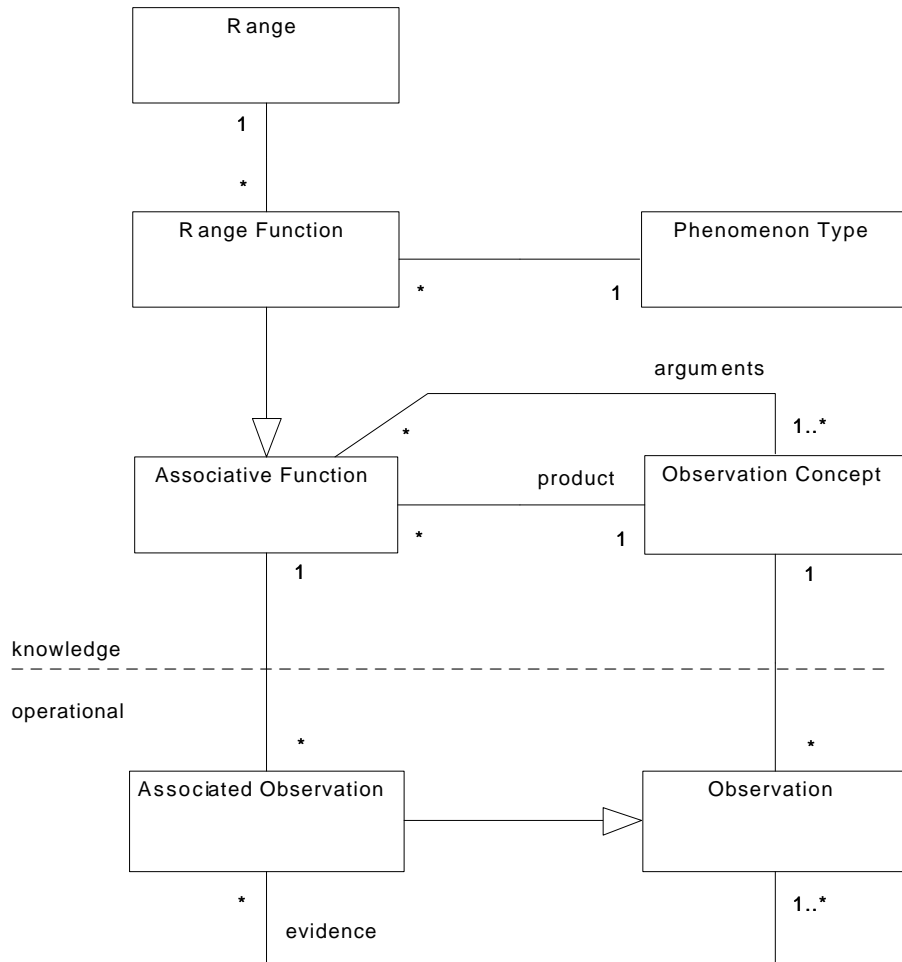 Range
1
*
Range Function
Phenomenon Type
*
1
arguments
*
1..*
Associative Function
product
Observation Concept
*
1
1
1
knowledge
operational
*
*
Associated Observation
Observation
*
1..*
evidence